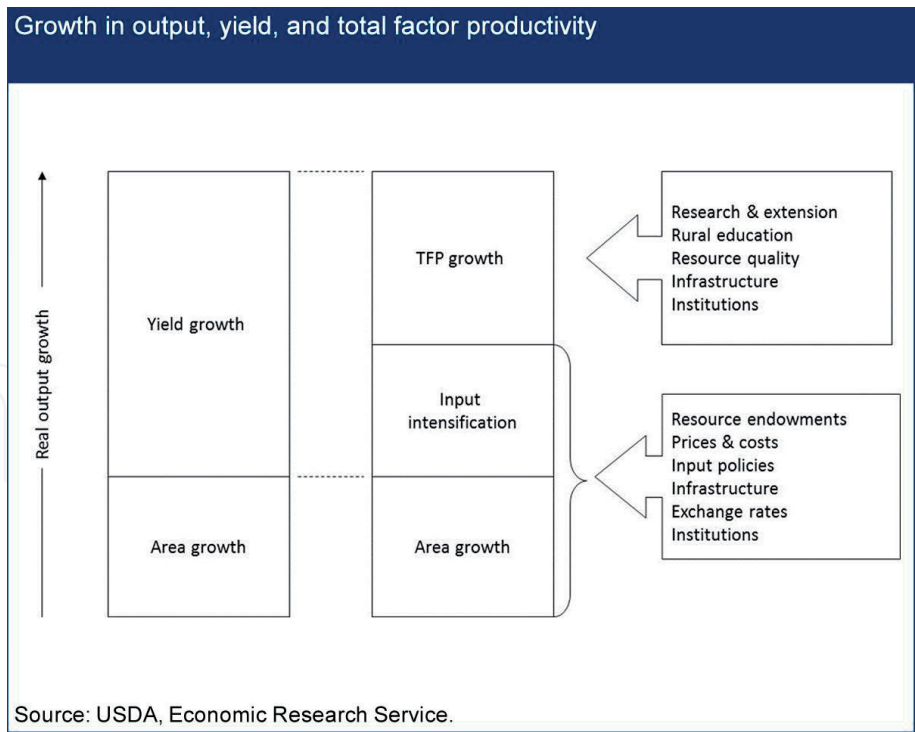 Growth in output, yield, and total factor productivity
Real output growth
Yield growth
Area growth
TFP growth
Input
intensification
Area growth
Research & extension
Rural education
Resource quality
Infrastructure
Institutions
Resource endowments
Prices & costs
Input policies
Infrastructure
Exchange rates
Institutions
Source: USDA, Economic Research Service.